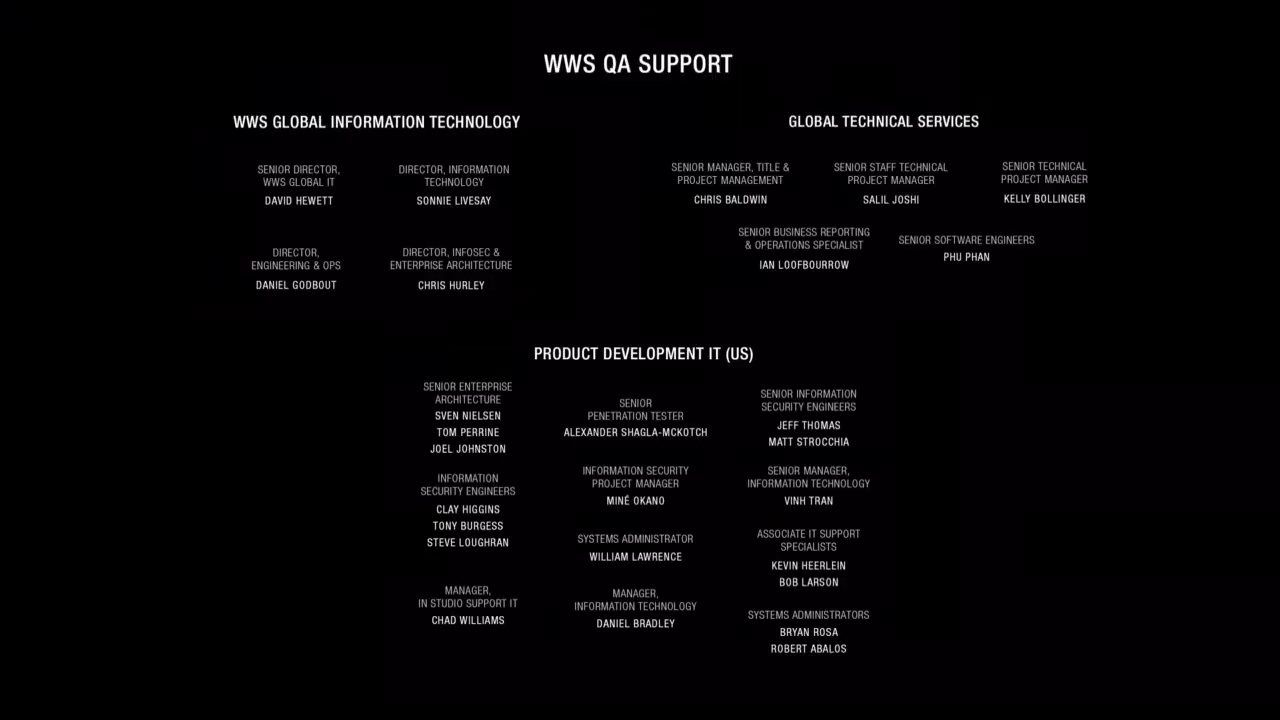 WWS QA SUPPORT
WWS GLOBAL INFORMATION TECHNOLOGY
SENIOR DIRECTOR,
WWS GLOBAL IT
DAVID HEWETT
DIRECTOR, INFORMATION
TECHNOLOGY
SONNIE LIVESAY
DIRECTOR,
ENGINEERING & OPS
DANIEL GODBOUT
DIRECTOR, INFOSEC &
ENTERPRISE ARCHITECTURE
CHRIS HURLEY
GLOBAL TECHNICAL SERVICES
SENIOR MANAGER, TITLE &
PROJECT MANAGEMENT
CHRIS BALDWIN
SENIOR STAFF TECHNICAL
PROJECT MANAGER
SALIL JOSHI
SENIOR TECHNICAL
PROJECT MANAGER
KELLY BOLLINGER
SENIOR BUSINESS REPORTING
& OPERATIONS SPECIALIST
IAN LOOFBOURROW
SENIOR SOFTWARE ENGINEERS
PHU PHAN
PRODUCT DEVELOPMENT IT (US)
SENIOR ENTERPRISE
ARCHITECTURE
SVEN NIELSEN
TOM PERRINE
JOEL JOHNSTON
INFORMATION
SECURITY ENGINEERS
CLAY HIGGINS
TONY BURGESS
STEVE LOUGHRAN
MANAGER,
IN STUDIO SUPPORT IT
CHAD WILLIAMS
SENIOR
PENETRATION TESTER
ALEXANDER SHAGLA-MCKOTCH
INFORMATION SECURITY
PROJECT MANAGER
MINÉ OKANO
SYSTEMS ADMINISTRATOR
WILLIAM LAWRENCE
MANAGER,
INFORMATION TECHNOLOGY
DANIEL BRADLEY
SENIOR INFORMATION
SECURITY ENGINEERS
JEFF THOMAS
MATT STROCCHIA
SENIOR MANAGER,
INFORMATION TECHNOLOGY
VINH TRAN
ASSOCIATE IT SUPPORT
SPECIALISTS
KEVIN HEERLEIN
BOB LARSON
SYSTEMS ADMINISTRATORS
BRYAN ROSA
ROBERT ABALOS